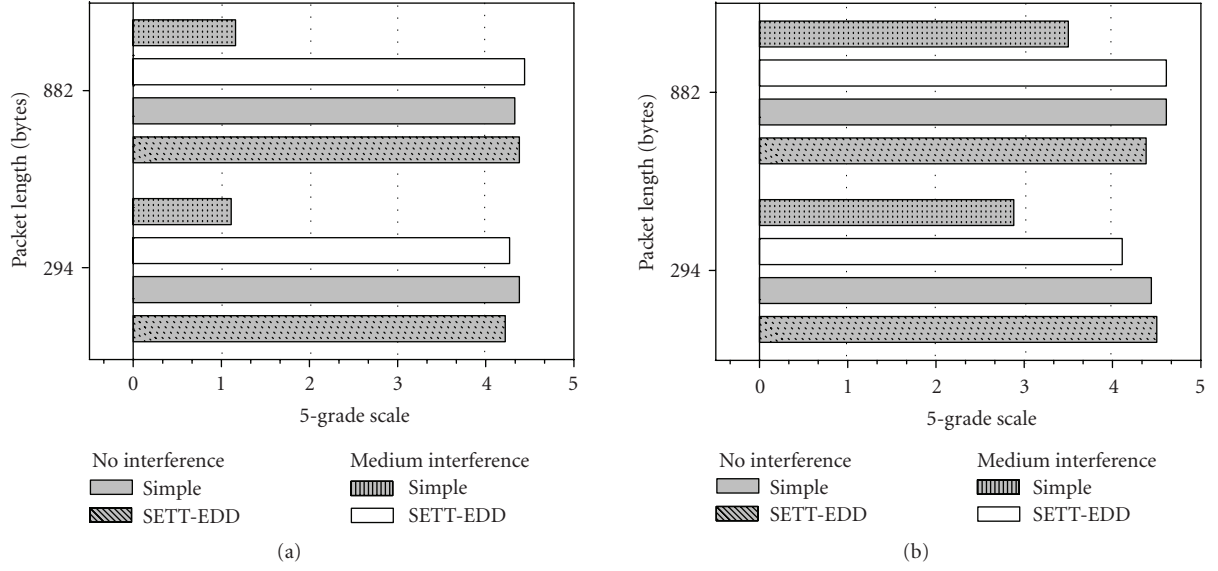 Packet length (bytes)
882
294
0 1 2 3 4 5
5-grade scale
No interference
Simple
SETT-EDD
Medium interference
Simple
SETT-EDD
(a)
Packet length (bytes)
882
294
0 1 2 3 4 5
5-grade scale
No interference
Simple
SETT-EDD
Medium interference
Simple
SETT-EDD
(b)